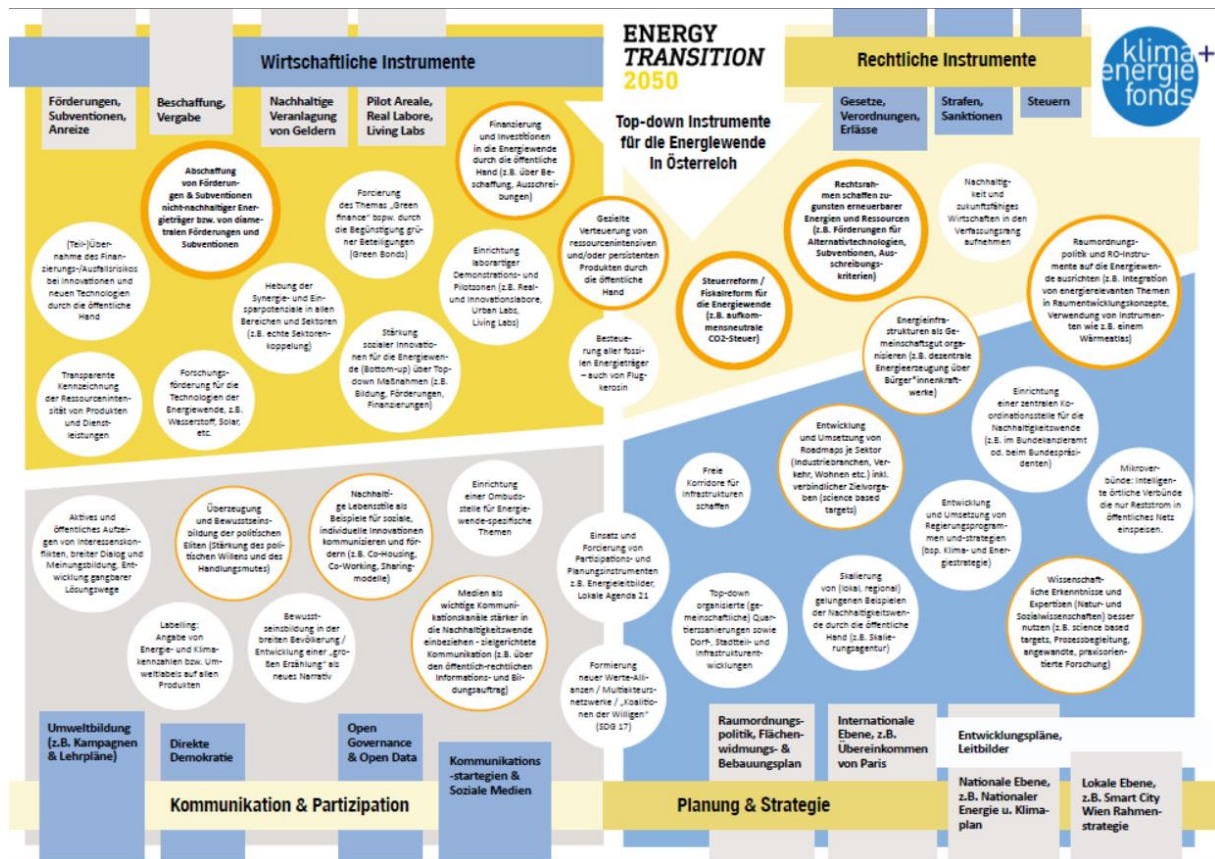 ENERGY
TRANSITION
2050
Top-down Instrumente
für die Energiewende
in Österreich
klima+
energie
fonds
Wirtschaftliche Instrumente
Förderungen,
Subventionen,
Anreize
Beschaffung,
Vergabe
Nachhaltige
Veranlagung
von Geldern
Pilot Areale,
Real Labore,
Living Labs
Abschaffung
von Förderun-
gen & Subventionen
nicht-nachhaltiger Ener-
gieträger bzw. von diame-
tralen Förderungen und
Subventionen
Finanzierung
und Investitionen
in die Energiewende
durch die öffentliche
Hand (z.B. über Be-
schaffung, Ausschrei-
bungen)
Forcierung
des Themas „Green
finance“ bspw. durch
die Begünstigung grü-
ner Beteiligungen
(Green Bonds)
(Teil-)Über-
nahme des Finan-
zierungs-/Ausfallsrisikos
bei Innovationen und
neuen Technologien
durch die öffentliche
Hand
Hebung der
Synergie- und Ein-
sparpotenziale in allen
Bereichen und Sektoren
(z.B. echte Sektoren-
koppelung)
Einrichtung
laborartiger
Demonstrations- und
Pilotzonen (z.B. Real-
und Innovationslabore,
Urban Labs,
Living Labs)
Gezielte
Verteuerung von
ressourcenintensiven
und/oder persistenten
Produkten durch
die öffentliche
Hand
Stärkung
sozialer Innovatio-
nen für die Energiewen-
de (Bottom-up) über Top-
down Maßnahmen (z.B.
Bildung, Förderungen,
Finanzierungen)
Transparente
Kennzeichnung
der Ressourceninten-
sität von Produkten
und Dienst-
leistungen
Forschungs-
förderung für die
Technologien der
Energiewende, z.B.
Wasserstoff, Solar,
etc.
Besteue-
rung aller fossi-
len Energieträger
– auch von Flug-
kerosin
Rechtliche Instrumente
Gesetze,
Verordnungen,
Erlässe
Strafen,
Sanktionen
Steuern
Rechtsrah-
men schaffen zu-
gunsten erneuerbarer
Energien und Ressourcen
(z.B. Förderungen für
Alternativtechnologien,
Subventionen, Aus-
schreibungs-
kriterien)
Nachhaltig-
keit und
zukunftsfähiges
Wirtschaften in den
Verfassungsrang
aufnehmen
Steuerreform /
Fiskalreform für
die Energiewende
(z.B. aufkom-
mensneutrale
CO2-Steuer)
Raumordnungs-
politik und RO-Instru-
mente auf die Energiewen-
de ausrichten (z.B. Integration
von energierelevanten Themen
in Raumentwicklungskonzepte,
Verwendung von Instrumen-
ten wie z.B. einem
Wärmeatlas)
Energieinfra-
strukturen als Ge-
meinschaftsgut orga-
nisieren (z.B. dezentrale
Energieerzeugung über
Bürger*innenkraft-
werke)
Einrichtung
einer zentralen Ko-
ordinationsstelle für die
Nachhaltigkeitswende
(z.B. im Bundeskanzleramt
od. beim Bundespräsi-
denten)
Entwicklung
und Umsetzung von
Roadmaps je Sektor
(Industriebranchen, Ver-
kehr, Wohnen etc.) inkl.
verbindlicher Zielvorga-
ben (science based
targets)
Freie
Korridore für
Infrastrukturen
schaffen
Mikrover-
bünde: Intelligen-
te örtliche Verbünde
die nur Reststrom in
öffentliches Netz
einspeisen.
Entwicklung
und Umsetzung von
Regierungsprogram-
men und-strategien
(bsp. Klima- und Ener-
giestrategie)
Einsatz und
Forcierung von
Partizipations- und
Planungsinstrumenten
z.B. Energieleitbilder,
Lokale Agenda 21
Top-down
organisierte (ge-
meinschaftliche) Quar-
tierssanierungen sowie
Dorf-, Stadtteil- und
Infrastrukturent-
wicklungen
Skalierung
von (lokal, regional)
gelungenen Beispielen
der Nachhaltigkeitswen-
de durch die öffentliche
Hand (z.B. Skalie-
rungsagentur)
Wissenschaft-
liche Erkenntnisse und
Expertisen (Natur- und
Sozialwissenschaften) besser
nutzen (z.B. science based
targets, Prozessbegleitung,
angewandte, praxisorien-
tierte Forschung)
Formierung
neuer Werte-Alli-
anzen / Multiakteurs-
netzwerke / „Koalitio-
nen der Willigen“
(SDG 17)
Aktives und
öffentliches Aufzei-
gen von Interessenskon-
flikten, breiter Dialog und
Meinungsbildung, Ent-
wicklung gangbarer
Lösungswege
Überzeugung
und Bewusstseins-
bildung der politischen
Eliten (Stärkung des poli-
tischen Willens und des
Handlungsmutes)
Nachhalti-
ge Lebensstile als
Beispiele für soziale,
individuelle Innovationen
kommunizieren und för-
dern (z.B. Co-Housing,
Co-Working, Sharing-
modelle)
Einrichtung
einer Ombuds-
stelle für Energie-
wende-spezifische
Themen
Labelling:
Angabe von
Energie- und Klima-
kennzahlen bzw. Um-
weltlabels auf allen
Produkten
Bewusst-
seinsbildung in der
breiten Bevölkerung /
Entwicklung einer „gro-
ßen Erzählung“ als
neues Narrativ
Medien als
wichtige Kommuni-
kationskanäle stärker in
die Nachhaltigkeitswende
einbeziehen - zielgerichtete
Kommunikation (z.B. über
den öffentlich-rechtlichen
Informations- und Bil-
dungsauftrag)
Umweltbildung
(z.B. Kampagnen
& Lehrpläne)
Direkte
Demokratie
Open
Governance
& Open Data
Kommunikations
-startegien &
Soziale Medien
Kommunikation & Partizipation
Raumordnungs-
politik, Flächen-
widmungs- &
Bebauungsplan
Internationale
Ebene, z.B.
Übereinkommen
von Paris
Entwicklungspläne,
Leitbilder
Nationale Ebene,
z.B. Nationaler
Energie u. Klima-
plan
Lokale Ebene,
z.B. Smart City
Wien Rahmen-
strategie
Planung & Strategie